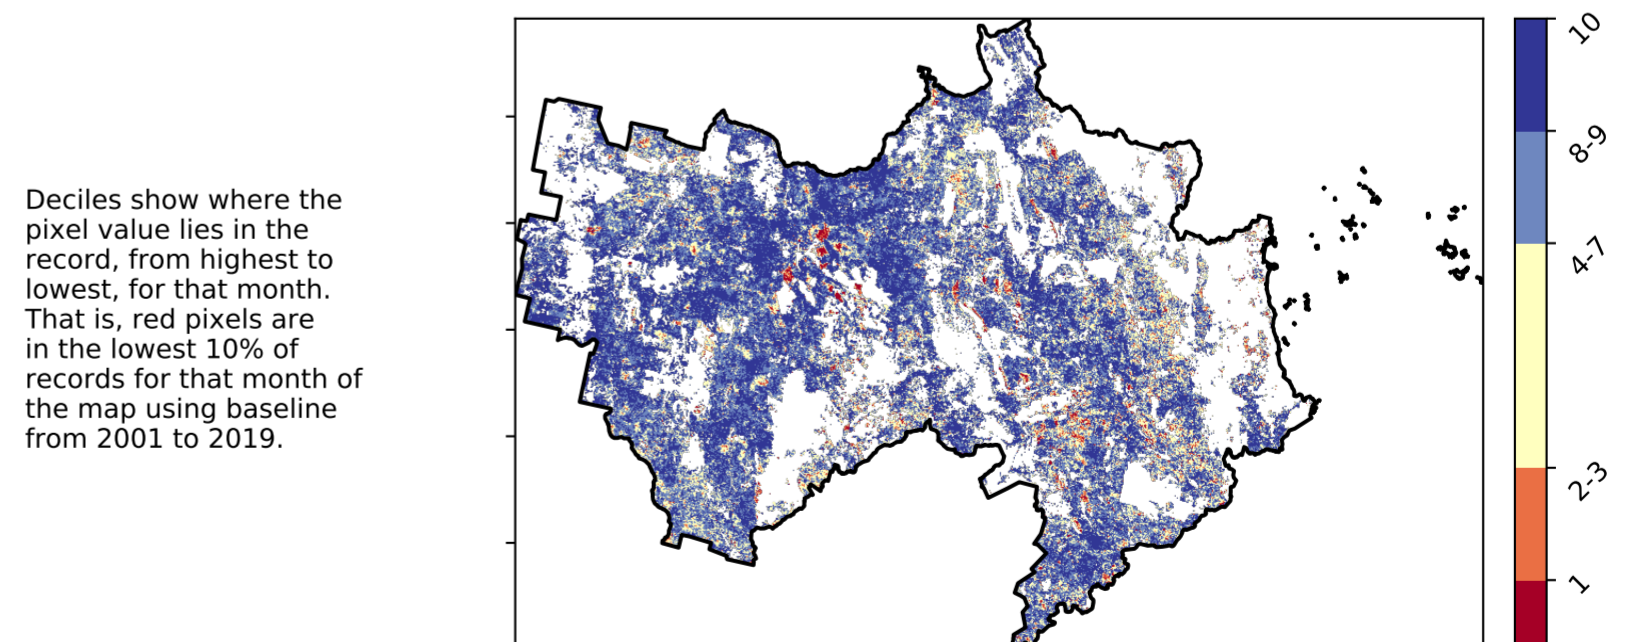 Deciles show where the
pixel value lies in the
record, from highest to
lowest, for that month.
That is, red pixels are
in the lowest 10% of
records for that month of
the map using baseline
from 2001 to 2019.
10
8-9
4-7
2-3
1